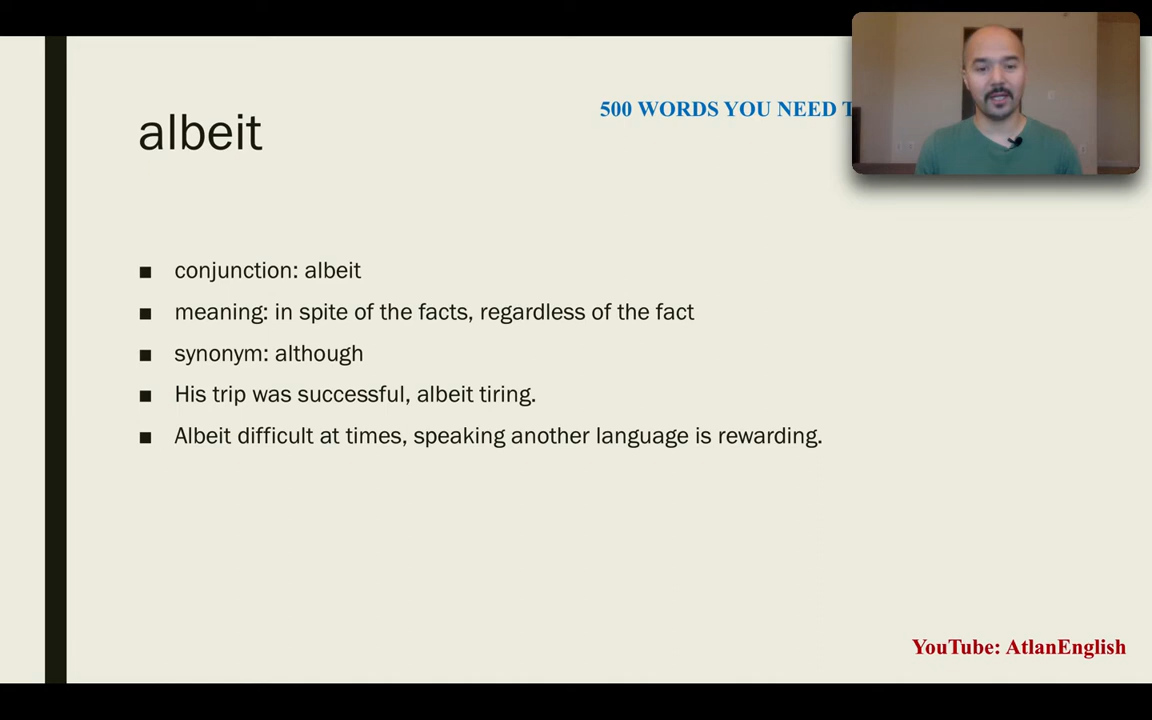 albeit
500 WORDS YOU NEED
■ conjunction: albeit
■ meaning: in spite of the facts, regardless of the fact
■ synonym: although
■ His trip was successful, albeit tiring.
■ Albeit difficult at times, speaking another language is rewarding.
YouTube: AtlanEnglish